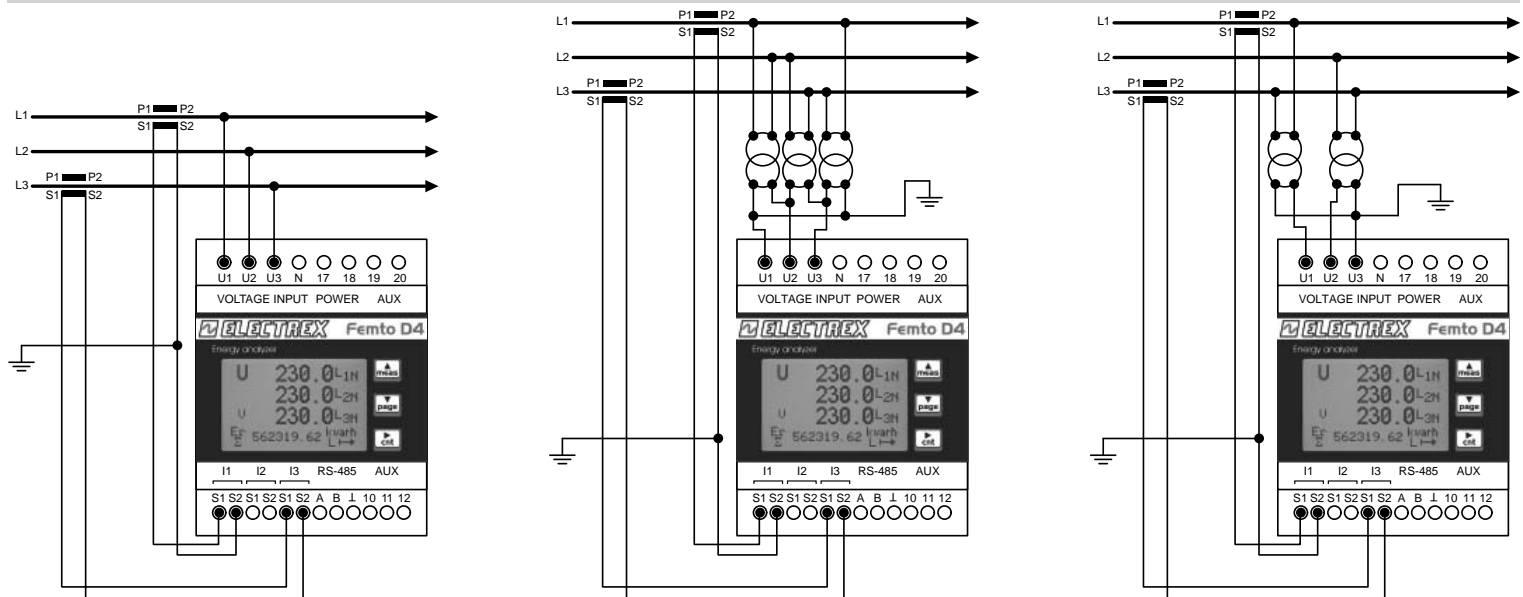 L1
L2
L3
P1 P2
S1 S2
P1 P2
S1 S2
U1 U2 U3 N 17 18 19 20
VOLTAGE INPUT POWER AUX
ELECTREX Femto D4
Energy analyzer
U 230.0 L1N
230.0 L2N
V 230.0 L3N
Er Σ 562319.62 kvarh L
meas
page
cnt
I1 I2 I3 RS-485 AUX
S1 S2 S1 S2 S1 S2 A B ⊥ 10 11 12
L1
L2
L3
P1 P2
S1 S2
P1 P2
S1 S2
U1 U2 U3 N 17 18 19 20
VOLTAGE INPUT POWER AUX
ELECTREX Femto D4
Energy analyzer
U 230.0 L1N
230.0 L2N
V 230.0 L3N
Er Σ 562319.62 kvarh L
meas
page
cnt
I1 I2 I3 RS-485 AUX
S1 S2 S1 S2 S1 S2 A B ⊥ 10 11 12
L1
L2
L3
P1 P2
S1 S2
P1 P2
S1 S2
U1 U2 U3 N 17 18 19 20
VOLTAGE INPUT POWER AUX
ELECTREX Femto D4
Energy analyzer
U 230.0 L1N
230.0 L2N
V 230.0 L3N
Er Σ 562319.62 kvarh L
meas
page
cnt
I1 I2 I3 RS-485 AUX
S1 S2 S1 S2 S1 S2 A B ⊥ 10 11 12